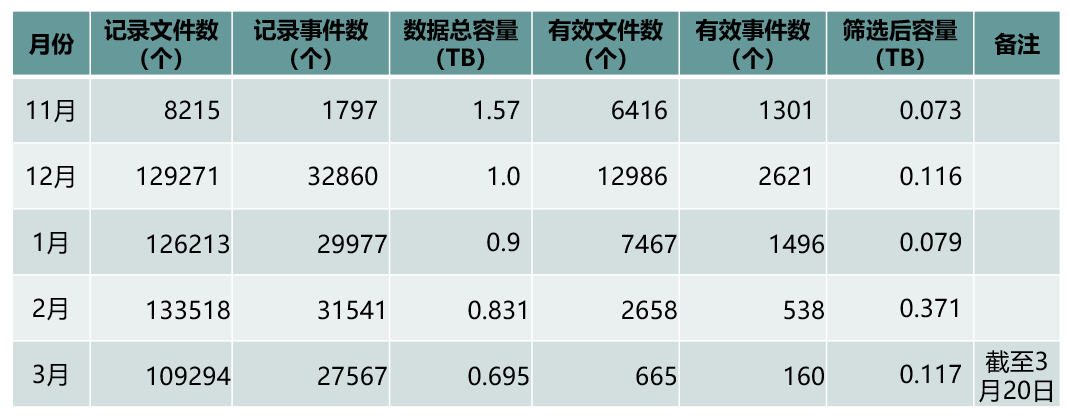 月份 记录文件数（个） 记录事件数（个） 数据总容量（TB） 有效文件数（个） 有效事件数（个） 筛选后容量（TB） 备注
11月 8215 1797 1.57 6416 1301 0.073
12月 129271 32860 1.0 12986 2621 0.116
1月 126213 29977 0.9 7467 1496 0.079
2月 133518 31541 0.831 2658 538 0.371
3月 109294 27567 0.695 665 160 0.117 截至3月20日